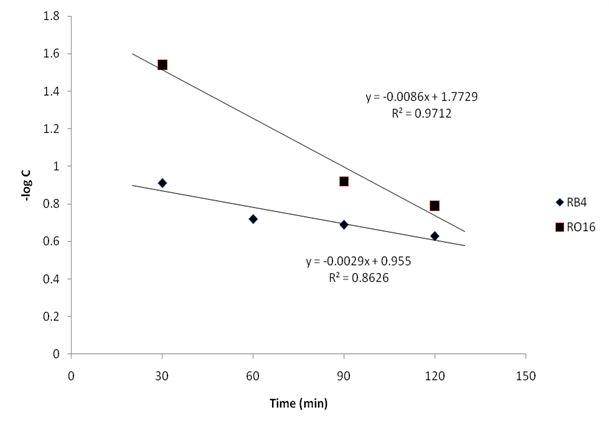 1.8
1.6
1.4
1.2
1
0.8
0.6
0.4
0.2
0
-log C
y = -0.0086x + 1.7729
R² = 0.9712
y = -0.0029x + 0.955
R² = 0.8626
RB4
RO16
0 30 60 90 120 150
Time (min)